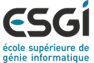 ESGI
école supérieure de
génie informatique